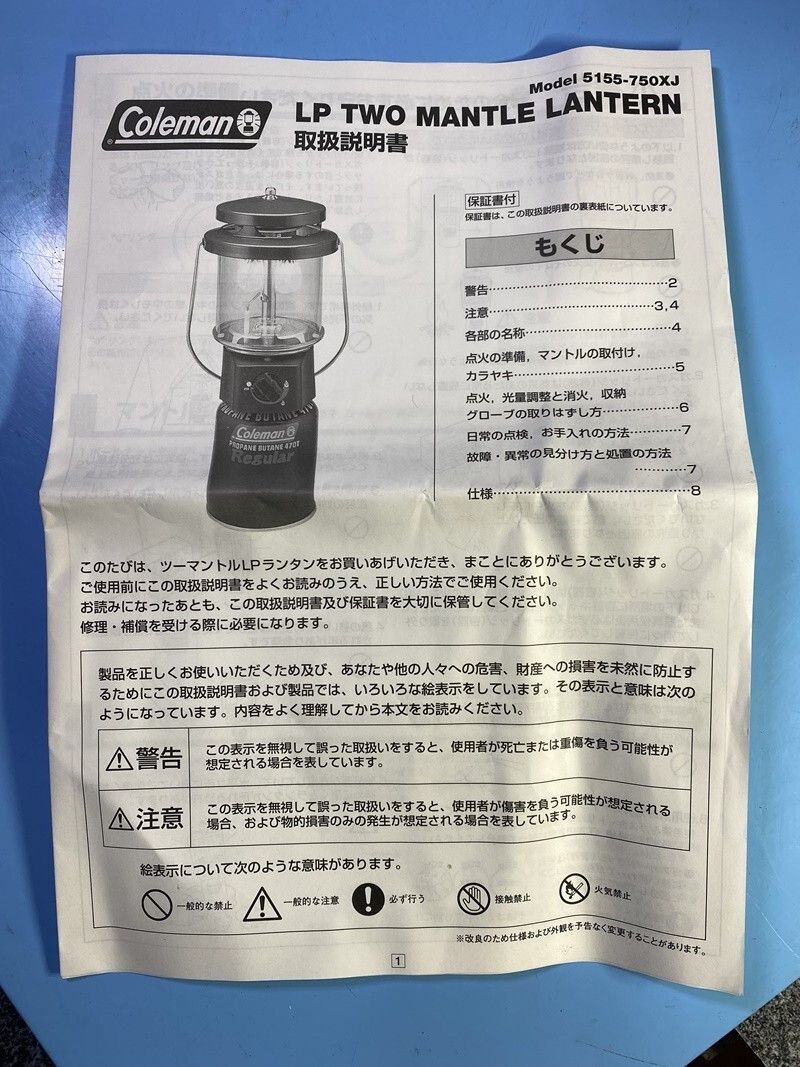 Model 5155-750XJ
Coleman
LP TWO MANTLE LANTERN
取扱説明書
保証書付
保証書は、この取扱説明書の裏表紙についています。
もくじ
警告……………………………2
注意……………………………3,4
各部の名称……………………4
点火の準備，マントルの取付け，
カラヤキ………………………5
点火，光量調整と消火，収納
グローブの取りはずし方…………6
日常の点検，お手入れの方法………7
故障・異常の見分け方と処置の方法
…………7
仕様……………………………8
Coleman
PROPANE BUTANE 470
Coleman
PROPANE BUTANE 470T
Regular
このたびは、ツーマントルLPランタンをお買いあげいただき、まことにありがとうございます。
ご使用前にこの取扱説明書をよくお読みのうえ、正しい方法でご使用ください。
お読みになったあとも、この取扱説明書及び保証書を大切に保管してください。
修理・補償を受ける際に必要になります。
製品を正しくお使いいただくため及び、あなたや他の人々への危害、財産への損害を未然に防止す
るためにこの取扱説明書および製品では、いろいろな絵表示をしています。その表示と意味は次の
ようになっています。内容をよく理解してから本文をお読みください。
警告
この表示を無視して誤った取扱いをすると、使用者が死亡または重傷を負う可能性が
想定される場合を表しています。
注意
この表示を無視して誤った取扱いをすると、使用者が傷害を負う可能性が想定される
場合、および物的損害のみの発生が想定される場合を表しています。
絵表示について次のような意味があります。
一般的な禁止 一般的な注意 必ず行う 接触禁止 火気禁止
※改良のため仕様および外観を予告なく変更することがあります。
1